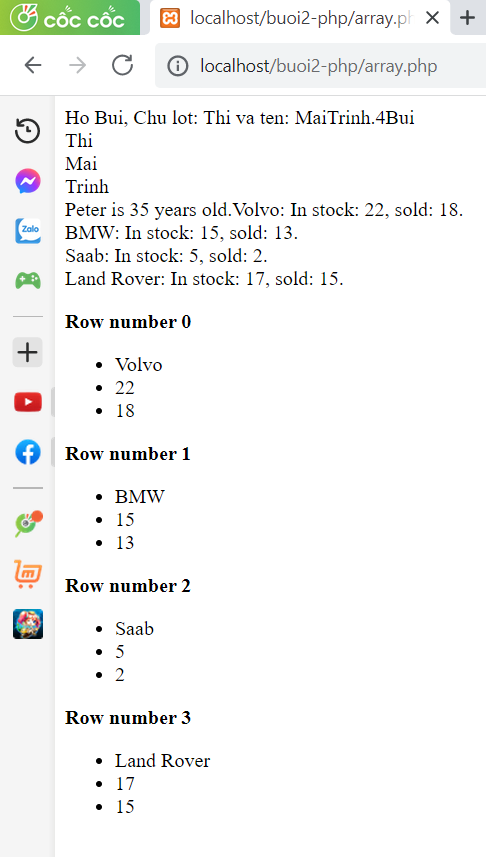 cốc cốc
localhost/buoi2-php/array.ph
localhost/buoi2-php/array.php
Ho Bui, Chu lot: Thi va ten: MaiTrinh.4Bui
Thi
Mai
Trinh
Peter is 35 years old.Volvo: In stock: 22, sold: 18.
BMW: In stock: 15, sold: 13.
Saab: In stock: 5, sold: 2.
Land Rover: In stock: 17, sold: 15.
Row number 0
Volvo
22
18
Row number 1
BMW
15
13
Row number 2
Saab
5
2
Row number 3
Land Rover
17
15
Zalo